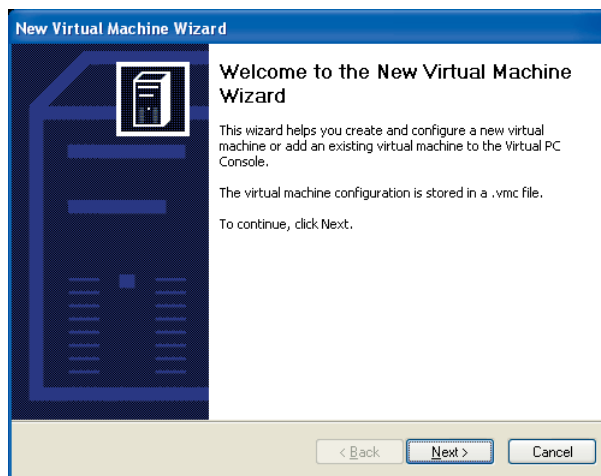 New Virtual Machine Wizard
Welcome to the New Virtual Machine
Wizard
This wizard helps you create and configure a new virtual
machine or add an existing virtual machine to the Virtual PC
Console.
The virtual machine configuration is stored in a .vmc file.
To continue, click Next.
< Back
Next >
Cancel